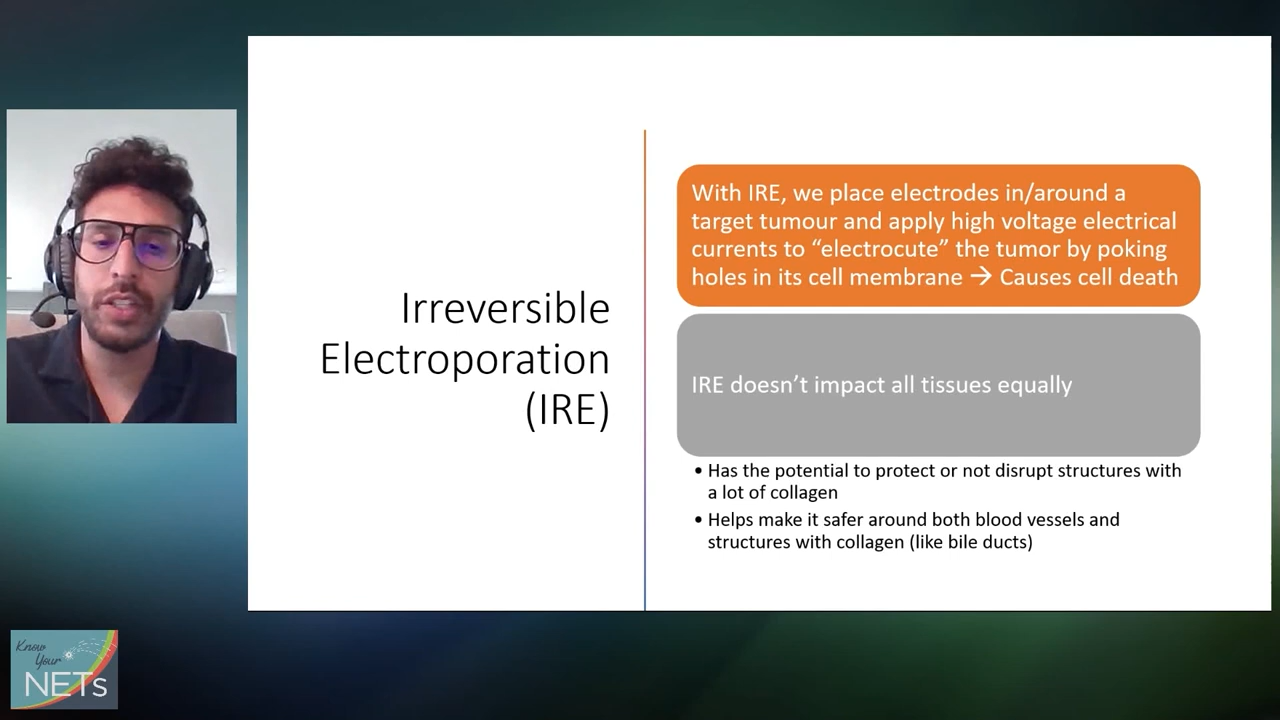 Irreversible
Electroporation
(IRE)
With IRE, we place electrodes in/around a
target tumour and apply high voltage electrical
currents to “electrocute” the tumor by poking
holes in its cell membrane → Causes cell death
IRE doesn’t impact all tissues equally
• Has the potential to protect or not disrupt structures with
a lot of collagen
• Helps make it safer around both blood vessels and
structures with collagen (like bile ducts)
Know
Your
NETs